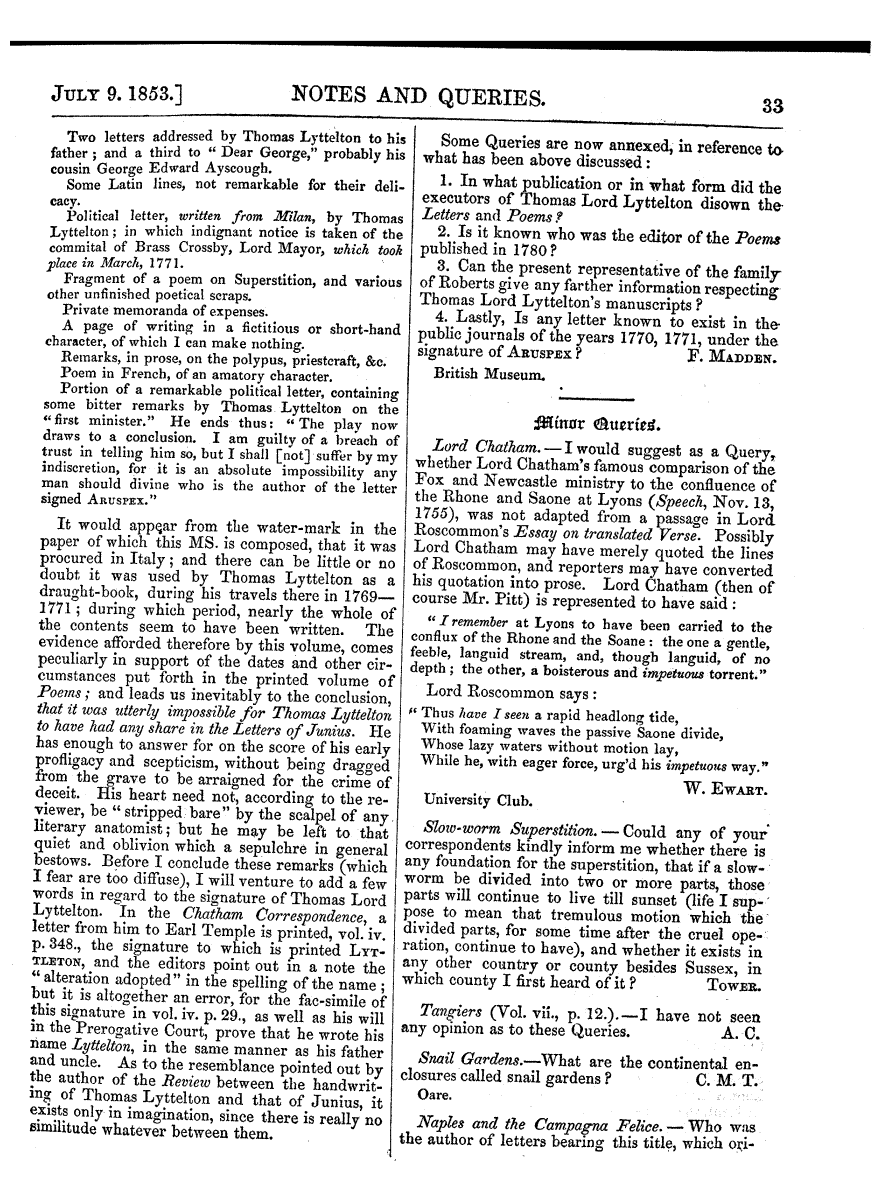 JULY 9. 1853.] NOTES AND QUERIES. 33
Two letters addressed by Thomas Lyttelton to his
father ; and a third to “ Dear George,” probably his
cousin George Edward Ayscough.
Some Latin lines, not remarkable for their deli-
cacy.
Political letter, written from Milan, by Thomas
Lyttelton ; in which indignant notice is taken of the
commital of Brass Crossby, Lord Mayor, which took
place in March, 1771.
Fragment of a poem on Superstition, and various
other unfinished poetical scraps.
Private memoranda of expenses.
A page of writing in a fictitious or short-hand
character, of which I can make nothing.
Remarks, in prose, on the polypus, priestcraft, &c.
Poem in French, of an amatory character.
Portion of a remarkable political letter, containing
some bitter remarks by Thomas Lyttelton on the
“first minister.” He ends thus: “ The play now
draws to a conclusion. I am guilty of a breach of
trust in telling him so, but I shall [not] suffer by my
indiscretion, for it is an absolute impossibility any
man should divine who is the author of the letter
signed ARUSPEX.”
It would appear from the water-mark in the
paper of which this MS. is composed, that it was
procured in Italy ; and there can be little or no
doubt it was used by Thomas Lyttelton as a
draught-book, during his travels there in 1769—
1771 ; during which period, nearly the whole of
the contents seem to have been written. The
evidence afforded therefore by this volume, comes
peculiarly in support of the dates and other cir-
cumstances put forth in the printed volume of
Poems ; and leads us inevitably to the conclusion,
that it was utterly impossible for Thomas Lyttelton
to have had any share in the Letters of Junius. He
has enough to answer for on the score of his early
profligacy and scepticism, without being dragged
from the grave to be arraigned for the crime of
deceit. His heart need not, according to the re-
viewer, be “ stripped bare” by the scalpel of any
literary anatomist ; but he may be left to that
quiet and oblivion which a sepulchre in general
bestows. Before I conclude these remarks (which
I fear are too diffuse), I will venture to add a few
words in regard to the signature of Thomas Lord
Lyttelton. In the Chatham Correspondence, a
letter from him to Earl Temple is printed, vol. iv.
p. 348., the signature to which is printed LYT-
TLETON, and the editors point out in a note the
“ alteration adopted” in the spelling of the name ;
but it is altogether an error, for the fac-simile of
this signature in vol. iv. p. 29., as well as his will
in the Prerogative Court, prove that he wrote his
name Lyttelton, in the same manner as his father
and uncle. As to the resemblance pointed out by
the author of the Review between the handwrit-
ing of Thomas Lyttelton and that of Junius, it
exists only in imagination, since there is really no
similitude whatever between them.
Some Queries are now annexed, in reference to
what has been above discussed :
1. In what publication or in what form did the
executors of Thomas Lord Lyttelton disown the
Letters and Poems ?
2. Is it known who was the editor of the Poems
published in 1780 ?
3. Can the present representative of the family
of Roberts give any farther information respecting
Thomas Lord Lyttelton’s manuscripts ?
4. Lastly, Is any letter known to exist in the
public journals of the years 1770, 1771, under the
signature of ARUSPEX ? F. MADDEN.
British Museum.
Minor Queries.
Lord Chatham. — I would suggest as a Query,
whether Lord Chatham’s famous comparison of the
Fox and Newcastle ministry to the confluence of
the Rhone and Saone at Lyons (Speech, Nov. 13,
1755), was not adapted from a passage in Lord
Roscommon’s Essay on translated Verse. Possibly
Lord Chatham may have merely quoted the lines
of Roscommon, and reporters may have converted
his quotation into prose. Lord Chatham (then of
course Mr. Pitt) is represented to have said :
“ I remember at Lyons to have been carried to the
conflux of the Rhone and the Soane : the one a gentle,
feeble, languid stream, and, though languid, of no
depth ; the other, a boisterous and impetuous torrent.”
Lord Roscommon says :
“ Thus have I seen a rapid headlong tide,
With foaming waves the passive Saone divide,
Whose lazy waters without motion lay,
While he, with eager force, urg’d his impetuous way.”
W. EWART.
University Club.
Slow-worm Superstition. — Could any of your
correspondents kindly inform me whether there is
any foundation for the superstition, that if a slow-
worm be divided into two or more parts, those
parts will continue to live till sunset (life I sup-
pose to mean that tremulous motion which the
divided parts, for some time after the cruel ope-
ration, continue to have), and whether it exists in
any other country or county besides Sussex, in
which county I first heard of it ? TOWER.
Tangiers (Vol. vii., p. 12.).—I have not seen
any opinion as to these Queries. A. C.
Snail Gardens.—What are the continental en-
closures called snail gardens ? C. M. T.
Oare.
Naples and the Campagna Felice. — Who was
the author of letters bearing this title, which ori-